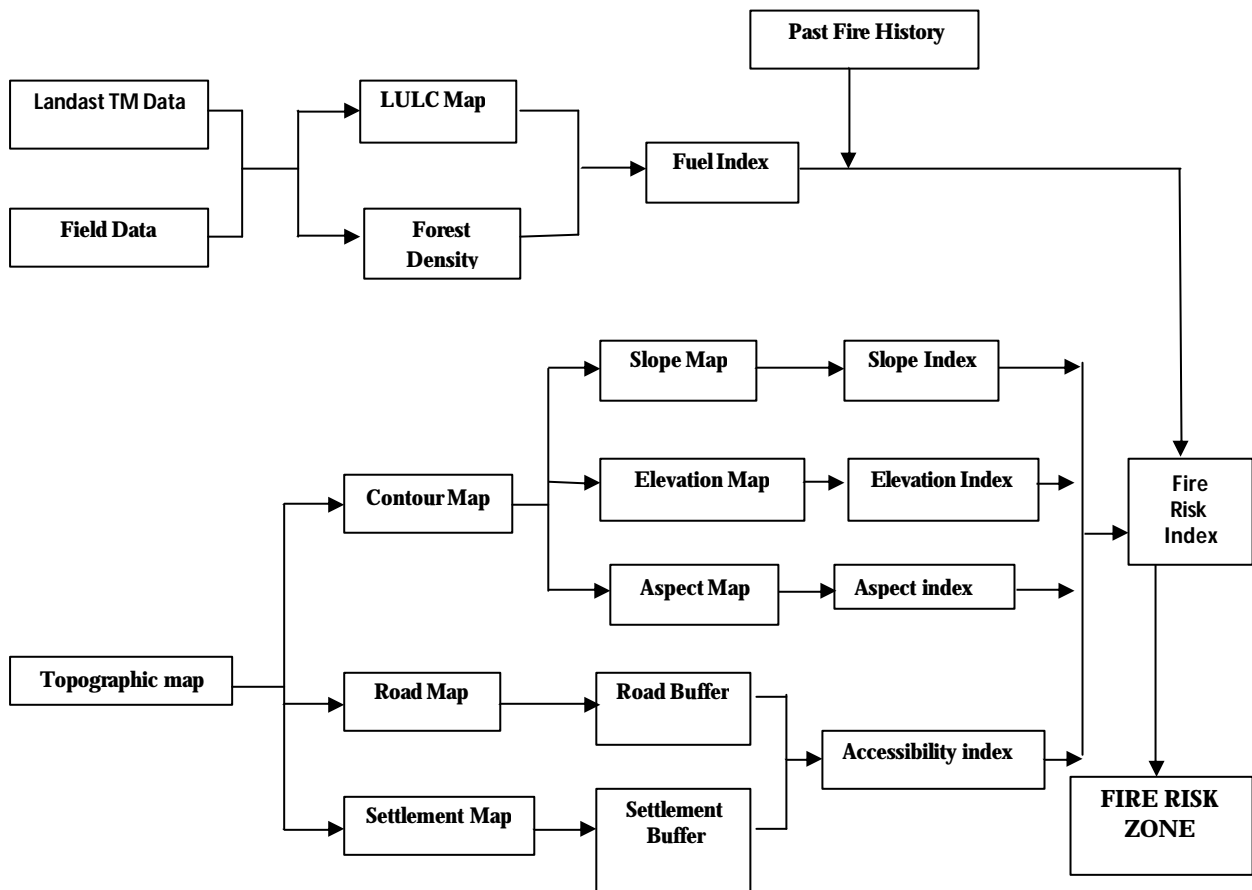 Past Fire History
Landast TM Data
LULC Map
Fuel Index
Field Data
Forest
Density
Slope Map
Slope Index
Contour Map
Elevation Map
Elevation Index
Fire
Risk
Index
Aspect Map
Aspect index
Topographic map
Road Map
Road Buffer
Accessibility index
Settlement Map
Settlement
Buffer
FIRE RISK
ZONE